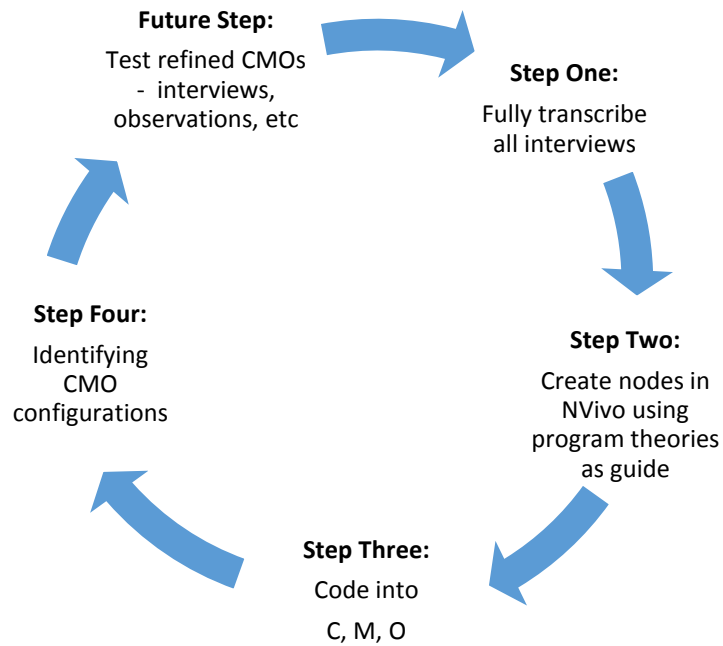 Future Step:
Test refined CMOs
- interviews,
observations, etc
Step One:
Fully transcribe
all interviews
Step Two:
Create nodes in
NVivo using
program theories
as guide
Step Three:
Code into
C, M, O
Step Four:
Identifying
CMO
configurations